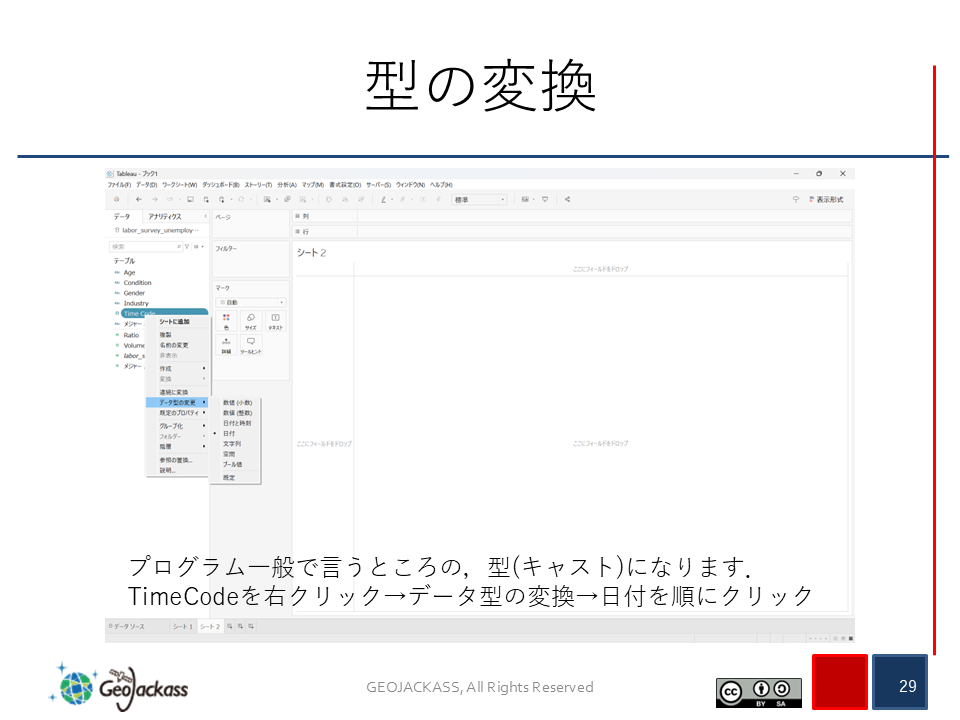 型の変換
Tableau - ブック1
ファイル(F) データ(D) ワークシート(W) ダッシュボード(B) ストーリー(T) 分析(A) マップ(M) 書式設定(O) サーバー(S) ウィンドウ(N) ヘルプ(H)
標準
表示形式
データ アナリティクス
labor_survey_unemploy...
検索
テーブル
Age
Condition
Gender
Industry
Time Code
メジャー
Ratio
Volume
labor_s
メジャー
シートに追加
複製
名前の変更
非表示
作成
変換
連続に変換
データ型の変更
既定のプロパティ
グループ化
フォルダー
階層
参照の置換...
説明...
数値 (小数)
数値 (整数)
日付と時刻
日付
文字列
空間
ブール値
既定
ページ
フィルター
マーク
自動
色 サイズ テキスト
詳細 ツールヒント
列
行
シート 2
ここにフィールドをドロップ
ここにフィールドをドロップ
ここにフィールドをドロップ
プログラム一般で言うところの，型(キャスト)になります．
TimeCodeを右クリック→データ型の変換→日付を順にクリック
データ ソース シート 1 シート 2
GeoJackass
GEOJACKASS, All Rights Reserved
cc BY SA
29